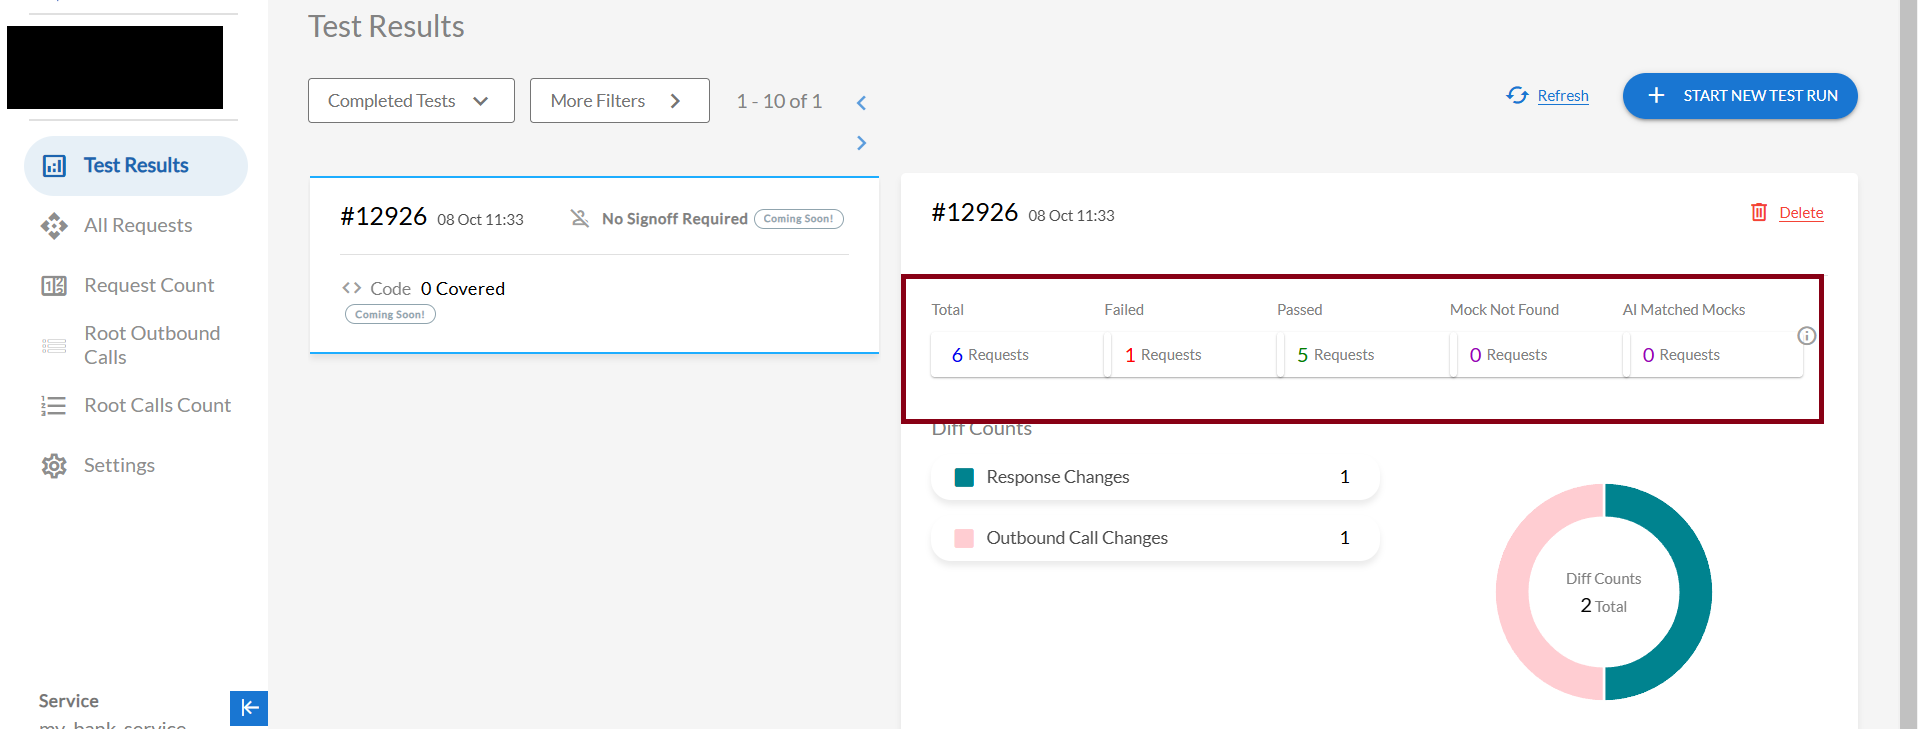 Test Results
Completed Tests
More Filters
1 - 10 of 1
Refresh
START NEW TEST RUN
Test Results
All Requests
Request Count
Root Outbound
Calls
Root Calls Count
Settings
Service
my_bank_service
#12926 08 Oct 11:33
No Signoff Required Coming Soon!
Code 0 Covered
Coming Soon!
#12926 08 Oct 11:33
Delete
Total
6 Requests
Failed
1 Requests
Passed
5 Requests
Mock Not Found
0 Requests
AI Matched Mocks
0 Requests
Diff Counts
Response Changes 1
Outbound Call Changes 1
Diff Counts
2 Total